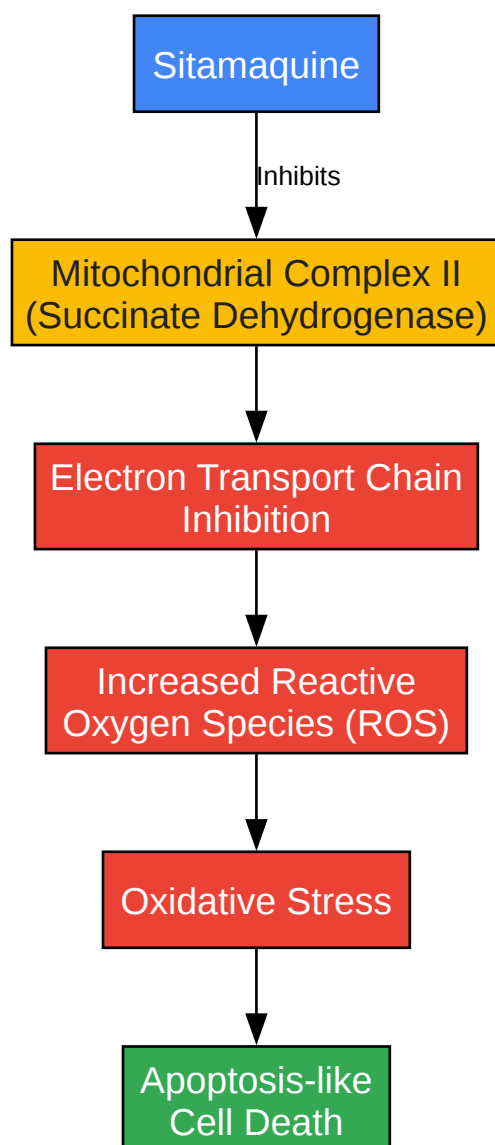 Sitamaquine
Inhibits
Mitochondrial Complex II
(Succinate Dehydrogenase)
Electron Transport Chain
Inhibition
Increased Reactive
Oxygen Species (ROS)
Oxidative Stress
Apoptosis-like
Cell Death